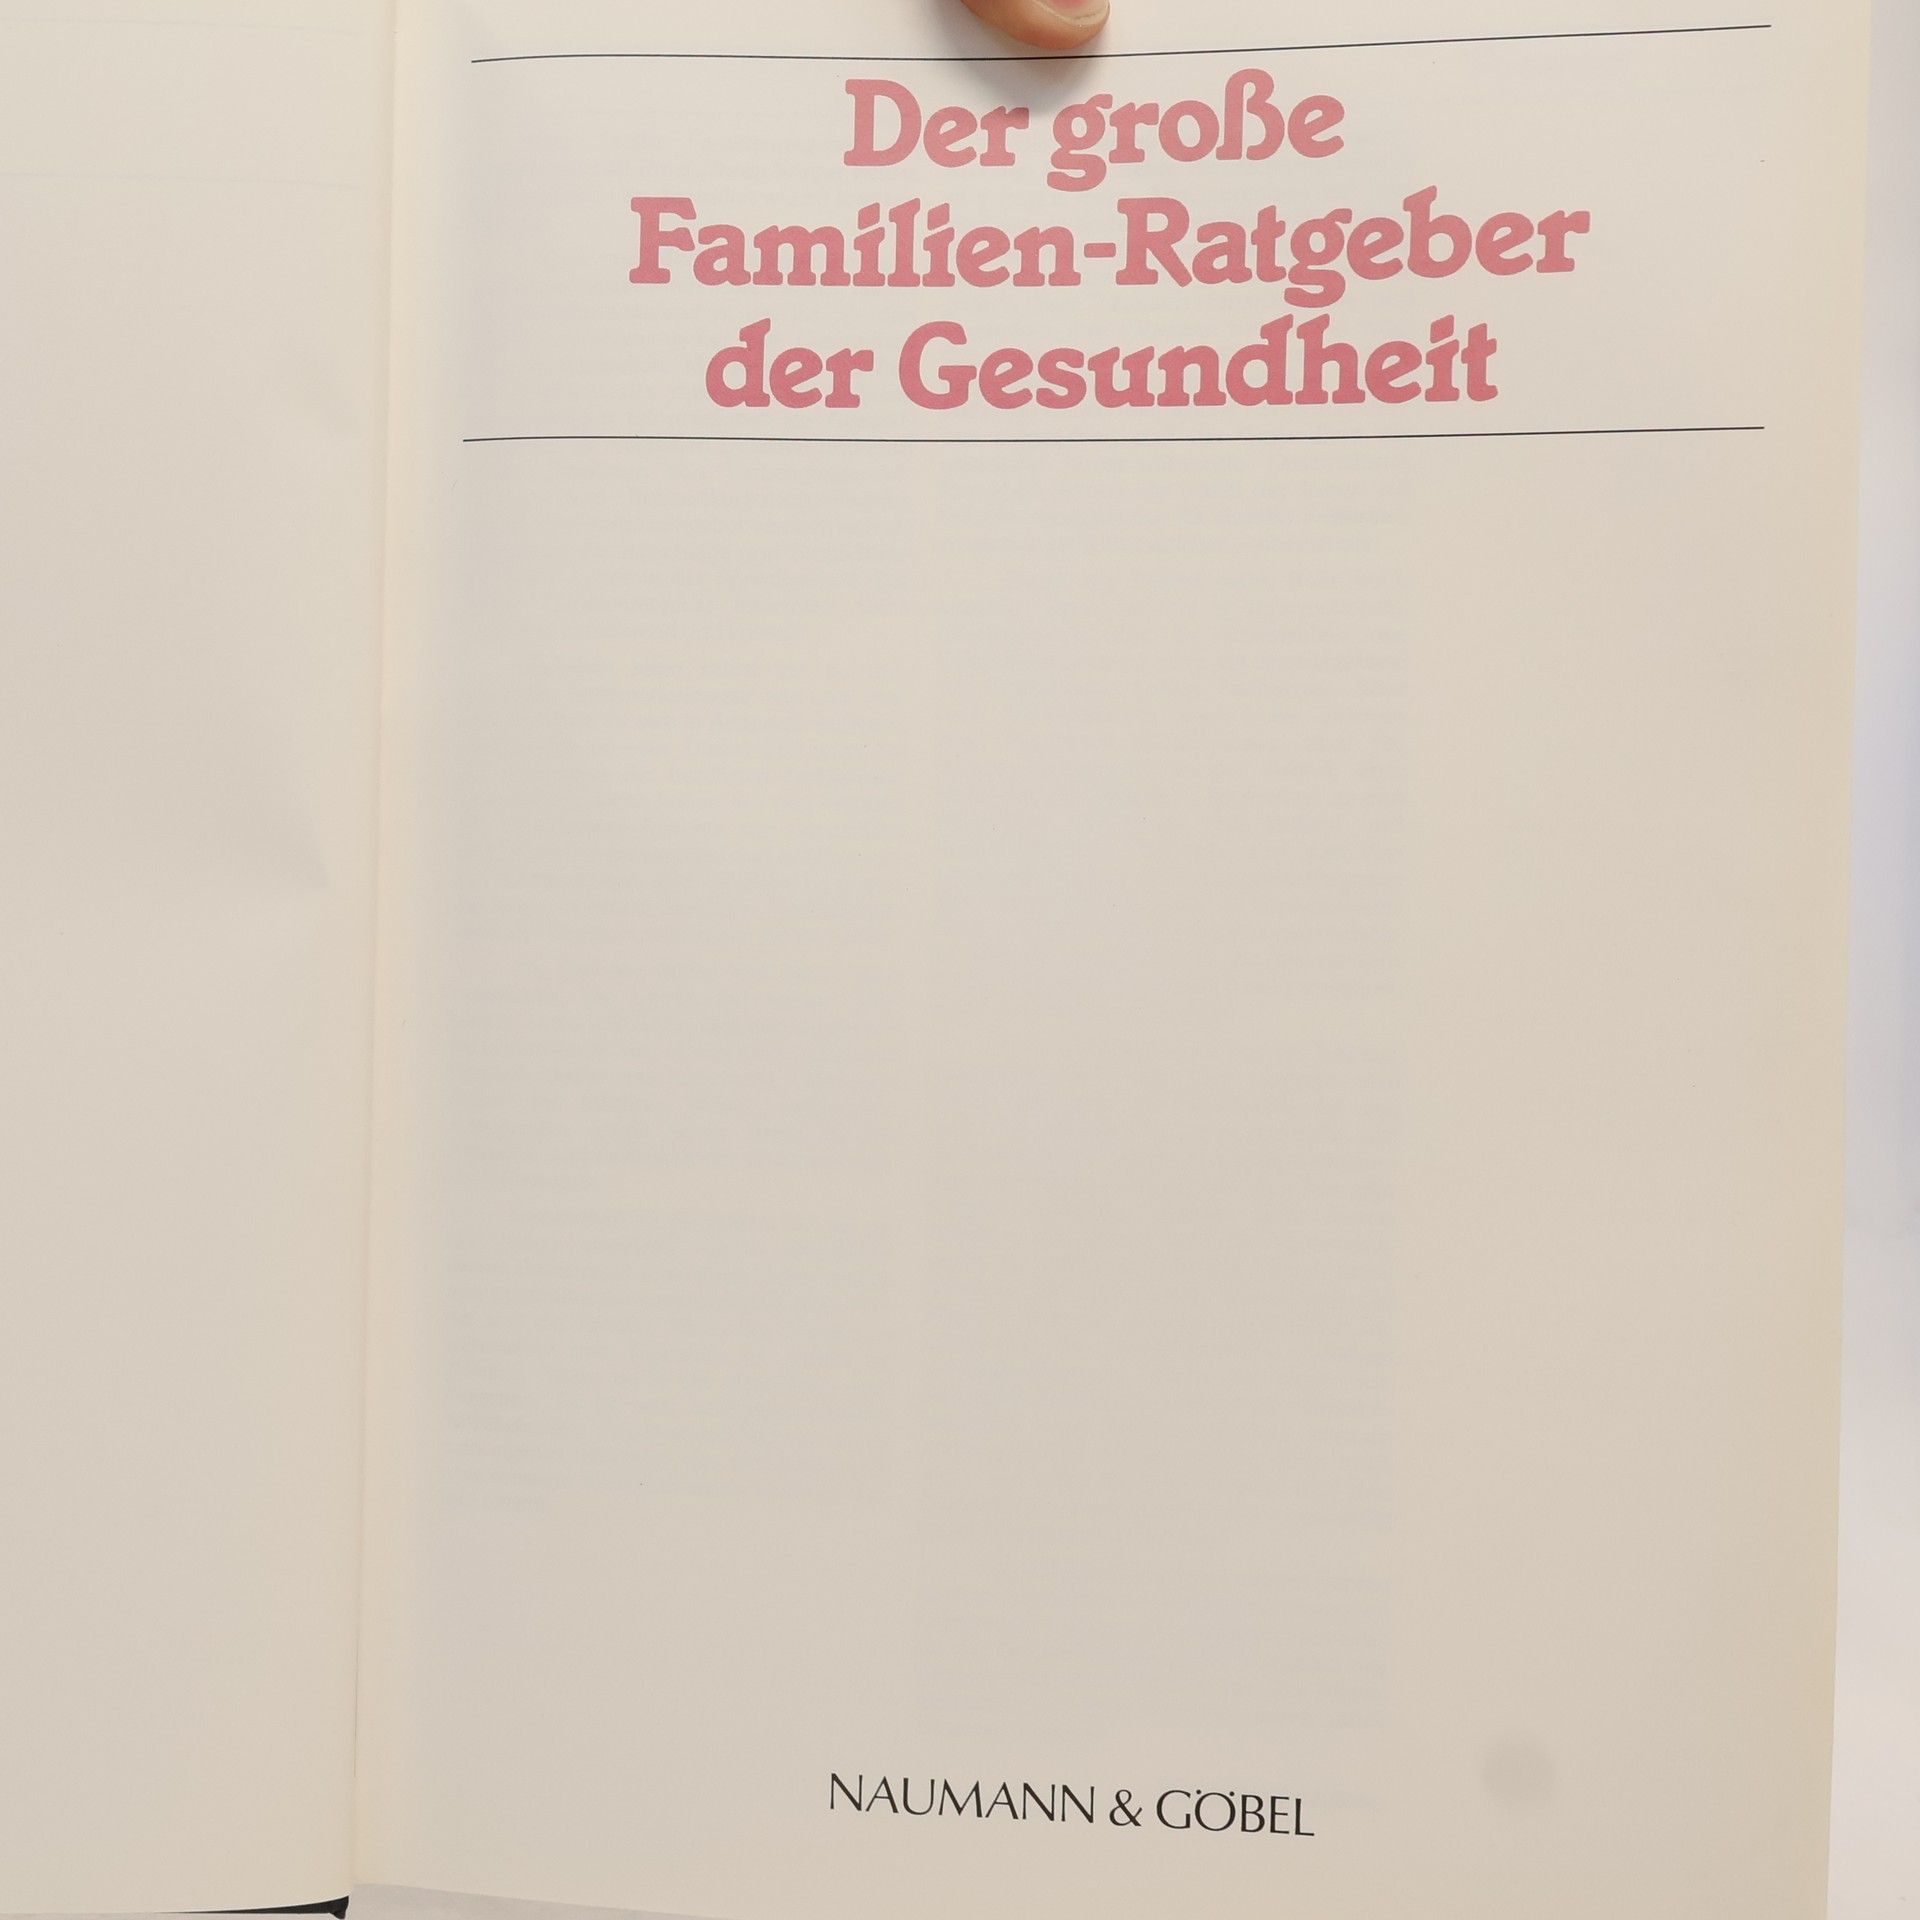 Der große
Familien-Ratgeber
der Gesundheit
NAUMANN & GÖBEL